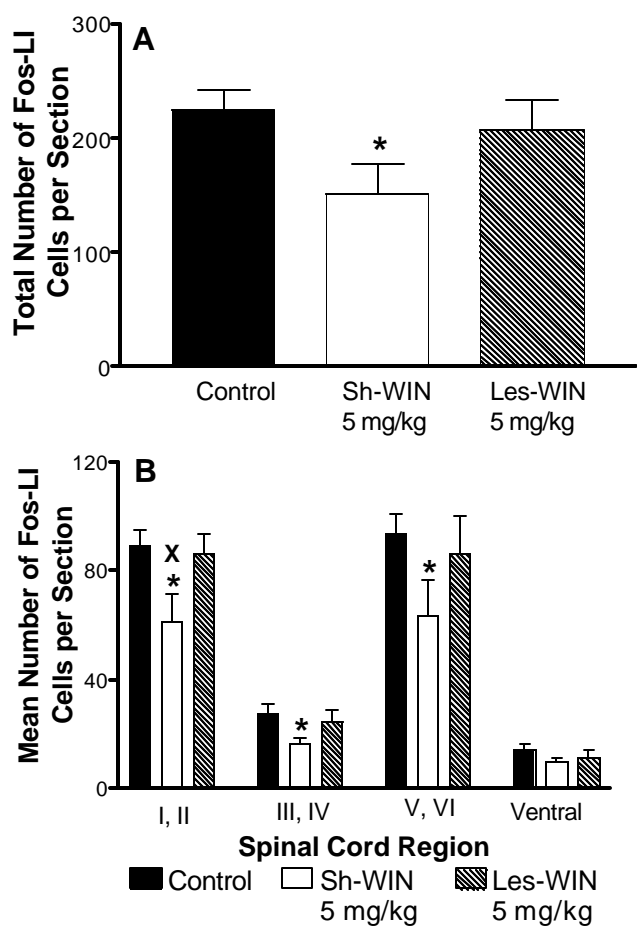 A
Total Number of Fos-LI
Cells per Section
300
200
100
0
*
Control
Sh-WIN
5 mg/kg
Les-WIN
5 mg/kg
B
Mean Number of Fos-LI
Cells per Section
120
80
40
0
X
*
*
*
I, II
III, IV
V, VI
Ventral
Spinal Cord Region
Control
Sh-WIN
5 mg/kg
Les-WIN
5 mg/kg